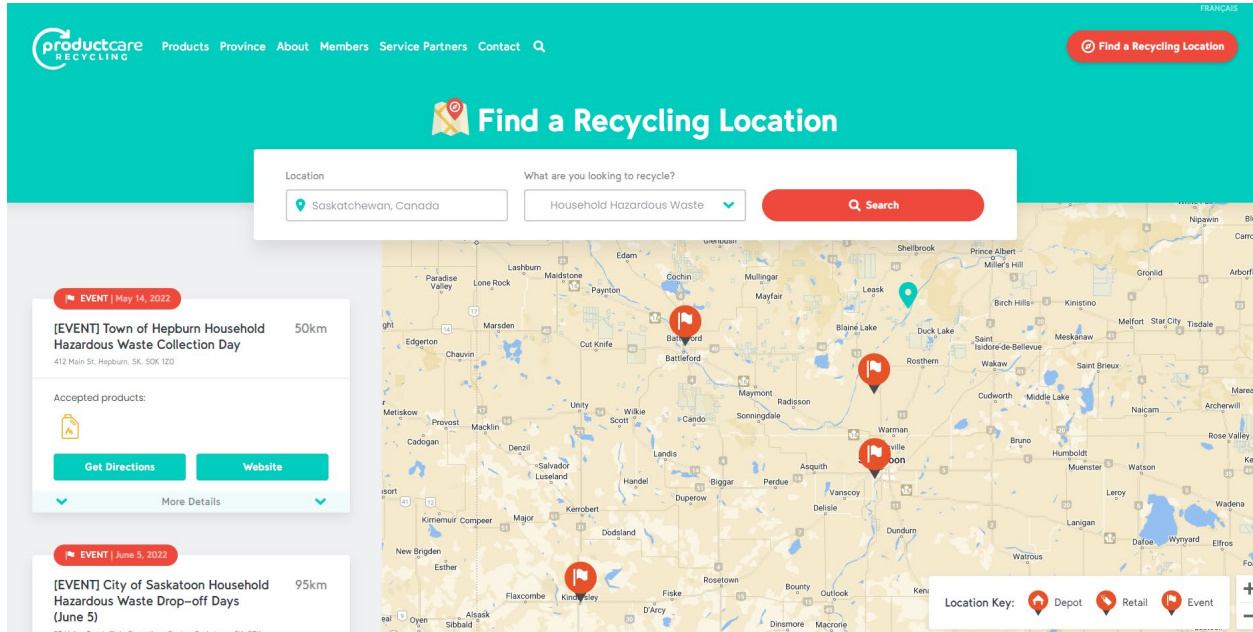 FRANÇAIS
productcare
RECYCLING
Products Province About Members Service Partners Contact
Find a Recycling Location
Find a Recycling Location
Location
What are you looking to recycle?
Saskatchewan, Canada
Household Hazardous Waste
Search
EVENT | May 14, 2022
[EVENT] Town of Hepburn Household
Hazardous Waste Collection Day
50km
412 Main St, Hepburn, SK, S0K 1Z0
Accepted products:
Get Directions
Website
More Details
EVENT | June 5, 2022
[EVENT] City of Saskatoon Household
Hazardous Waste Drop-off Days
(June 5)
95km
Nipawin
Carro
Edam
Glenbush
Shellbrook
Prince Albert
Miller's Hill
Paradise
Valley
Lone Rock
Lashburn
Maidstone
Paynton
Cochin
Mullingar
Mayfair
Leask
Gronlid
Arborfi
Birch Hills
Kinistino
Marsden
Edgerton
Chauvin
Cut Knife
Battleford
Blaine Lake
Duck Lake
Saint
Isidore-de-Bellevue
Meskanaw
Melfort
Star City
Tisdale
Rosthern
Wakaw
Saint Brieux
Maymont
Radisson
Sonningdale
Cudworth
Middle Lake
Naicam
Archerwill
Metiskow
Provost
Macklin
Unity
Wilkie
Scott
Cando
Cadogan
Denzil
Landis
Warman
Bruno
Humboldt
Muenster
Watson
Rose Valley
Salvador
Luseland
Handel
Biggar
Perdue
Asquith
Vanscoy
Delisle
Duperow
Leroy
Wadena
Kirriemuir
Compeer
Major
Kerrobert
Dodsland
Dundurn
Lanigan
Dafoe
Wynyard
Elfros
New Brigden
Esther
Watrous
Flaxcombe
Kindersley
Fiske
Rosetown
Bounty
Outlook
D'Arcy
Alsask
Sibbald
Oyen
Dinsmore
Macrorie
Location Key:
Depot
Retail
Event
+
−